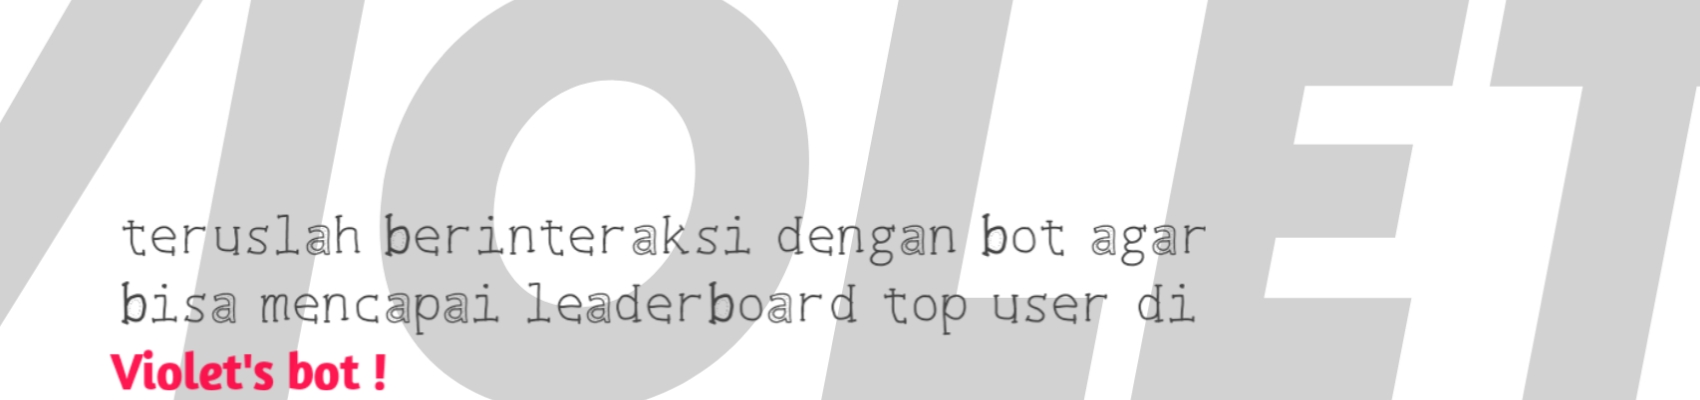 VIOLET
teruslah berinteraksi dengan bot agar
bisa mencapai leaderboard top user di
Violet's bot !